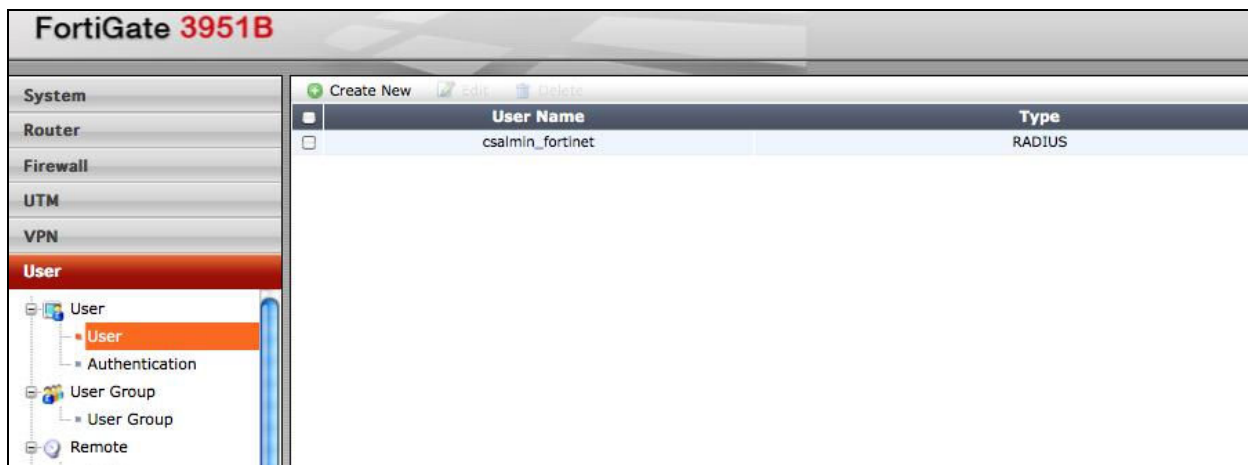 FortiGate 3951B
System
Router
Firewall
UTM
VPN
User
User
User
Authentication
User Group
User Group
Remote
Create New Edit Delete
User Name Type
csalmin_fortinet RADIUS